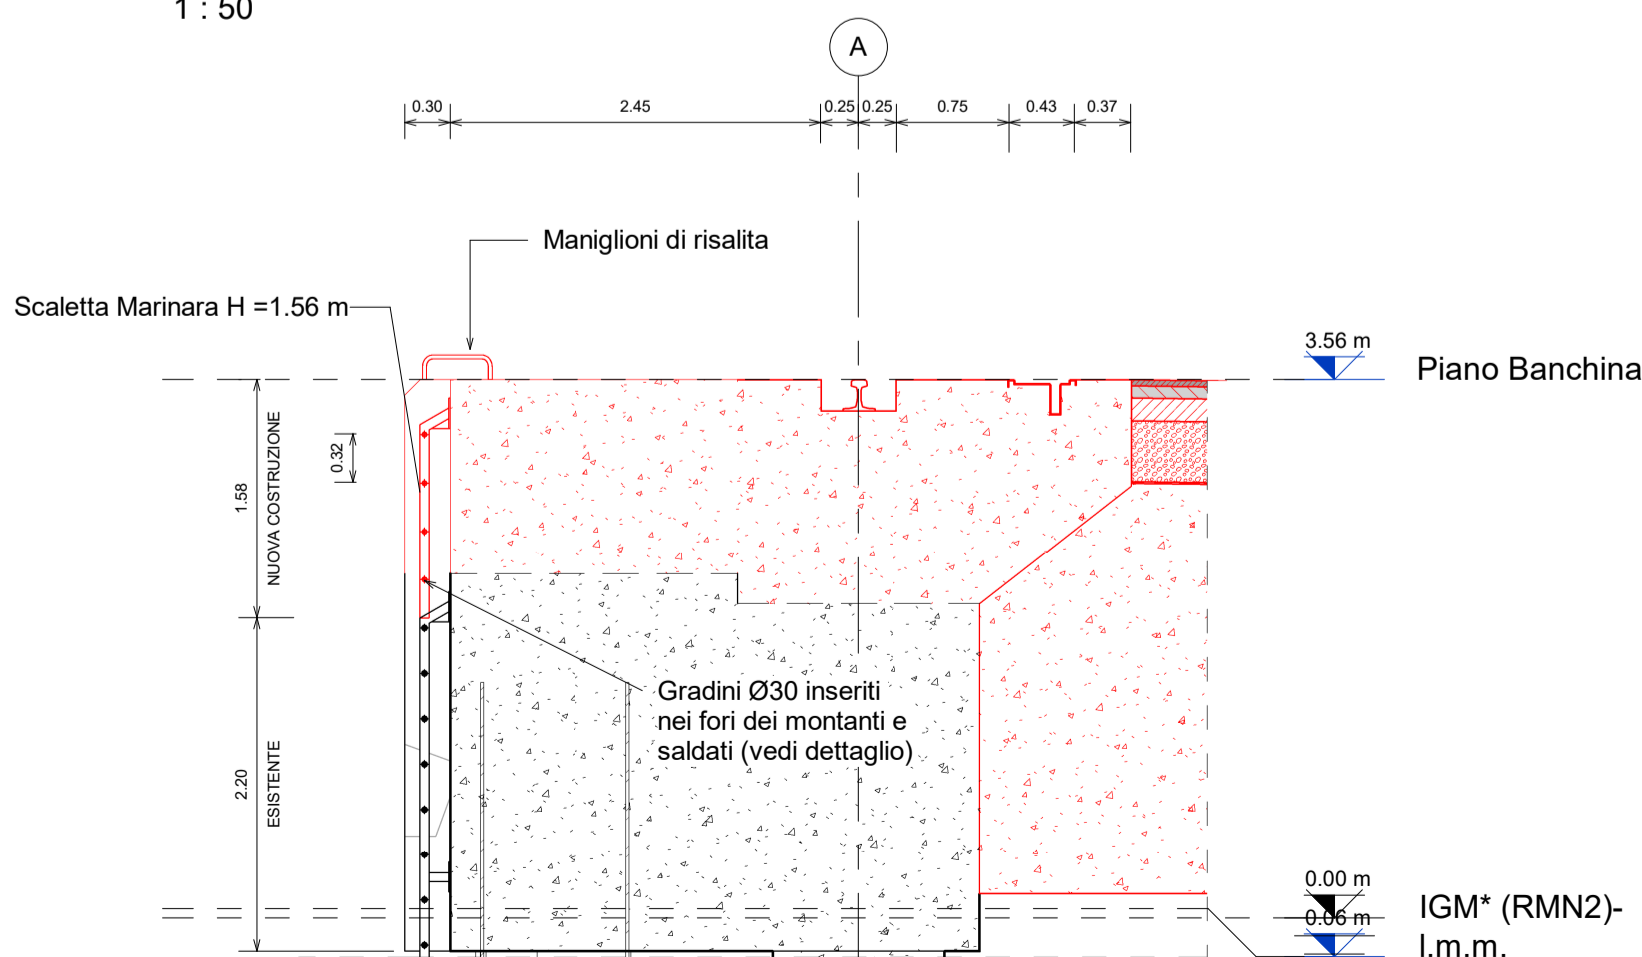 1 : 50
A
0.30
2.45
0.25
0.25
0.75
0.43
0.37
Maniglioni di risalita
Scaletta Marinara H =1.56 m
3.56 m
Piano Banchina
0.32
1.58
NUOVA COSTRUZIONE
Gradini Ø30 inseriti
nei fori dei montanti e
saldati (vedi dettaglio)
2.20
ESISTENTE
0.00 m
IGM* (RMN2)-
0.06 m
l.m.m.